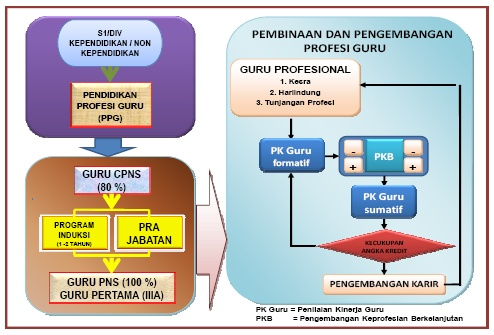 S1/DIV
KEPENDIDIKAN / NON
KEPENDIDIKAN
PENDIDIKAN
PROFESI GURU
(PPG)
GURU CPNS
(80 %)
PROGRAM
INDUKSI
(1 -2 TAHUN)
PRA
JABATAN
GURU PNS (100 %)
GURU PERTAMA (IIIA)
PEMBINAAN DAN PENGEMBANGAN
PROFESI GURU
GURU PROFESIONAL
1. Kesra
2. Harlindung
3. Tunjangan Profesi
PK Guru
formatif
-
+
PKB
-
+
PK Guru
sumatif
KECUKUPAN
ANGKA KREDIT
PENGEMBANGAN KARIR
PK Guru = Penilaian Kinerja Guru
PKB = Pengembangan Keprofesian Berkelanjutan